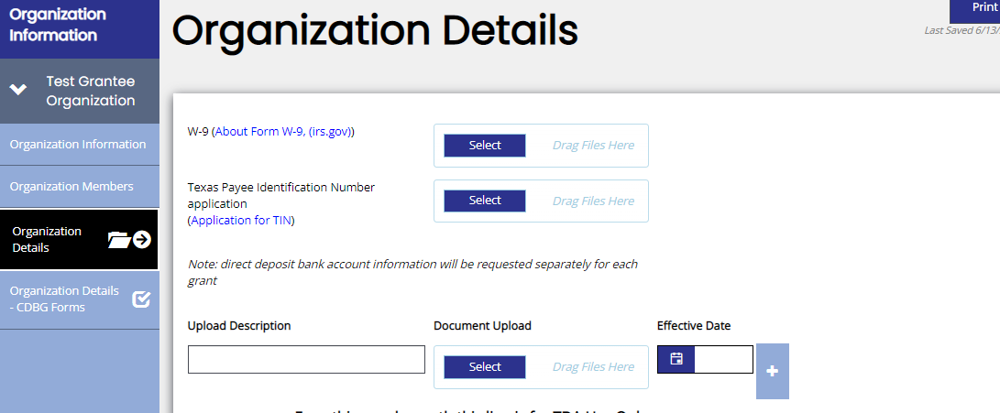 Organization
Information
Test Grantee
Organization
Organization Information
Organization Members
Organization
Details
Organization Details
- CDBG Forms
Organization Details
Print
Last Saved 6/13/
W-9 (About Form W-9, (irs.gov))
Select
Drag Files Here
Texas Payee Identification Number
application
(Application for TIN)
Select
Drag Files Here
Note: direct deposit bank account information will be requested separately for each
grant
Upload Description
Document Upload
Effective Date
Select
Drag Files Here
+